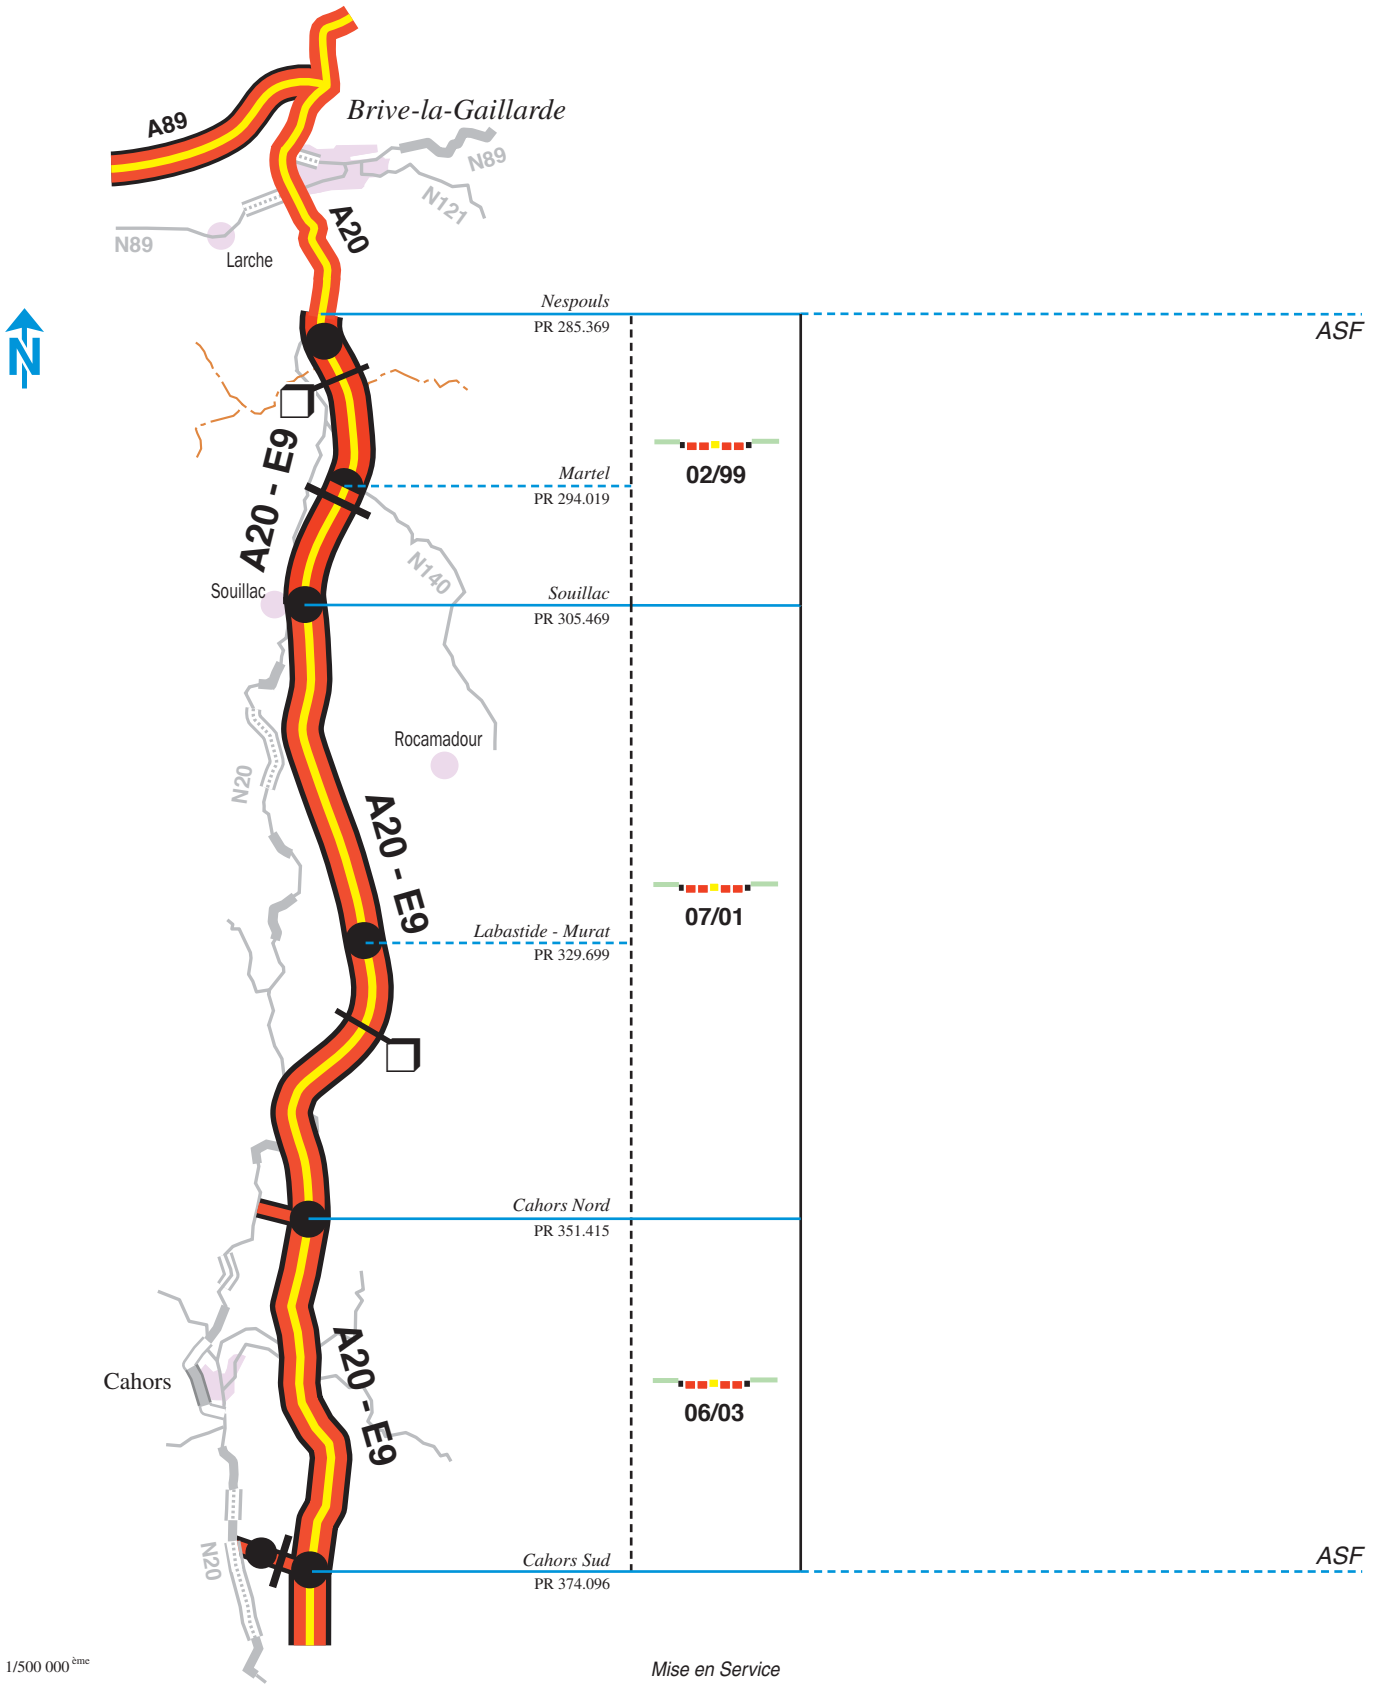 Brive-la-Gaillarde
A89
N89
N121
A20
N89
Larche
Nespouls
PR 285.369
ASF
N
A20 - E9
Martel
PR 294.019
02/99
N140
Souillac
Souillac
PR 305.469
Rocamadour
N20
A20 - E9
07/01
Labastide - Murat
PR 329.699
Cahors Nord
PR 351.415
A20 - E9
Cahors
06/03
N20
Cahors Sud
PR 374.096
ASF
1/500 000 ème
Mise en Service